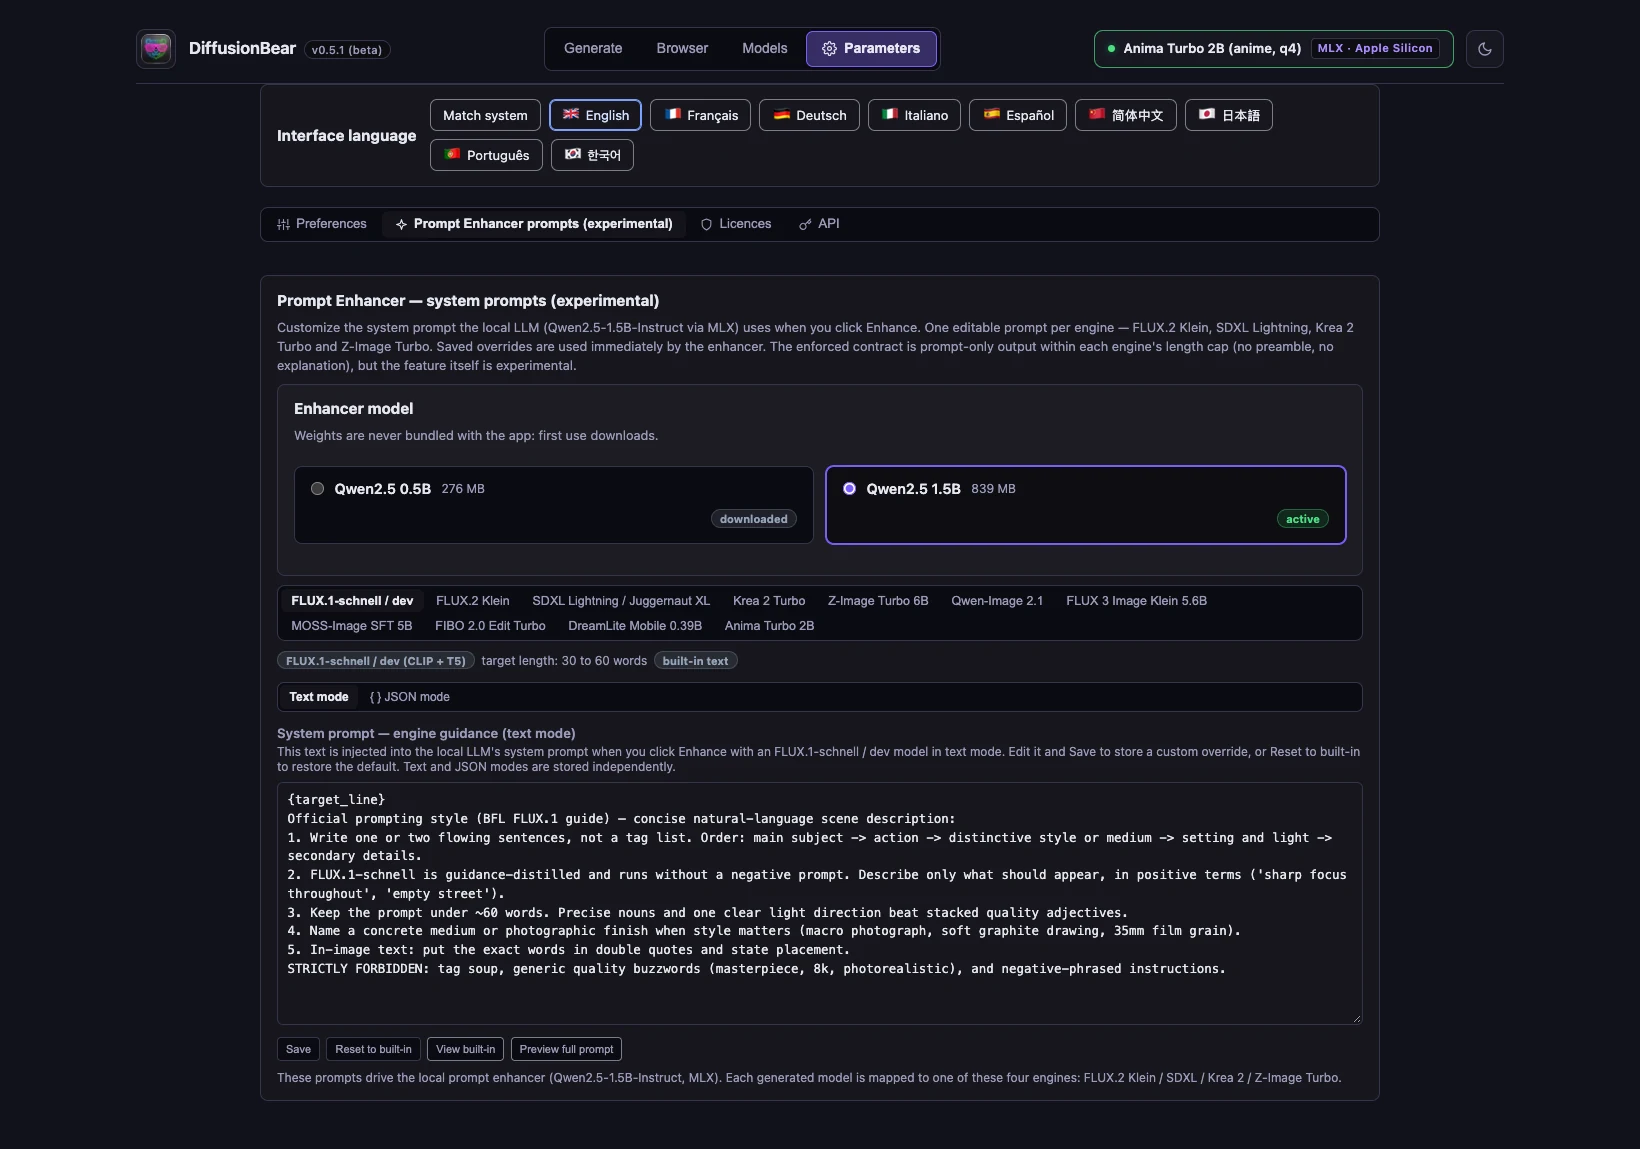 DiffusionBear v0.5.1 (beta)
Generate Browser Models Parameters
Anima Turbo 2B (anime, q4) MLX · Apple Silicon
Interface language
Match system English Français Deutsch Italiano Español 简体中文 日本語
Português 한국어
Preferences Prompt Enhancer prompts (experimental) Licences API
Prompt Enhancer — system prompts (experimental)
Customize the system prompt the local LLM (Qwen2.5-1.5B-Instruct via MLX) uses when you click Enhance. One editable prompt per engine — FLUX.2 Klein, SDXL Lightning, Krea 2
Turbo and Z-Image Turbo. Saved overrides are used immediately by the enhancer. The enforced contract is prompt-only output within each engine's length cap (no preamble, no
explanation), but the feature itself is experimental.
Enhancer model
Weights are never bundled with the app: first use downloads.
Qwen2.5 0.5B 276 MB
downloaded
Qwen2.5 1.5B 839 MB
active
FLUX.1-schnell / dev FLUX.2 Klein SDXL Lightning / Juggernaut XL Krea 2 Turbo Z-Image Turbo 6B Qwen-Image 2.1 FLUX 3 Image Klein 5.6B
MOSS-Image SFT 5B FIBO 2.0 Edit Turbo DreamLite Mobile 0.39B Anima Turbo 2B
FLUX.1-schnell / dev (CLIP + T5) target length: 30 to 60 words built-in text
Text mode { } JSON mode
System prompt — engine guidance (text mode)
This text is injected into the local LLM's system prompt when you click Enhance with an FLUX.1-schnell / dev model in text mode. Edit it and Save to store a custom override, or Reset to built-in
to restore the default. Text and JSON modes are stored independently.
{target_line}
Official prompting style (BFL FLUX.1 guide) — concise natural-language scene description:
1. Write one or two flowing sentences, not a tag list. Order: main subject -> action -> distinctive style or medium -> setting and light ->
secondary details.
2. FLUX.1-schnell is guidance-distilled and runs without a negative prompt. Describe only what should appear, in positive terms ('sharp focus
throughout', 'empty street').
3. Keep the prompt under ~60 words. Precise nouns and one clear light direction beat stacked quality adjectives.
4. Name a concrete medium or photographic finish when style matters (macro photograph, soft graphite drawing, 35mm film grain).
5. In-image text: put the exact words in double quotes and state placement.
STRICTLY FORBIDDEN: tag soup, generic quality buzzwords (masterpiece, 8k, photorealistic), and negative-phrased instructions.
Save Reset to built-in View built-in Preview full prompt
These prompts drive the local prompt enhancer (Qwen2.5-1.5B-Instruct, MLX). Each generated model is mapped to one of these four engines: FLUX.2 Klein / SDXL / Krea 2 / Z-Image Turbo.